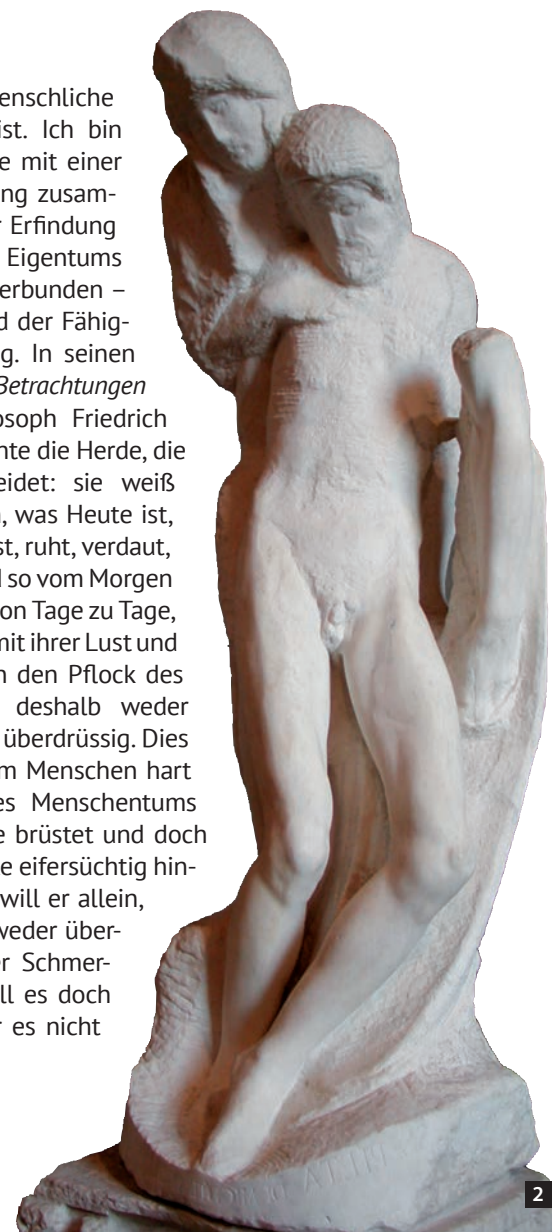 enschliche
ist. Ich bin
e mit einer
ng zusam-
r Erfindung
Eigentums
erbunden –
d der Fähig-
g. In seinen
Betrachtungen
osoph Friedrich
hte die Herde, die
eidet: sie weiß
, was Heute ist,
st, ruht, verdaut,
d so vom Morgen
on Tage zu Tage,
mit ihrer Lust und
n den Pflock des
deshalb weder
überdrüssig. Dies
m Menschen hart
es Menschentums
e brüstet und doch
e eifersüchtig hin-
will er allein,
weder über-
er Schmer-
ll es doch
r es nicht
2